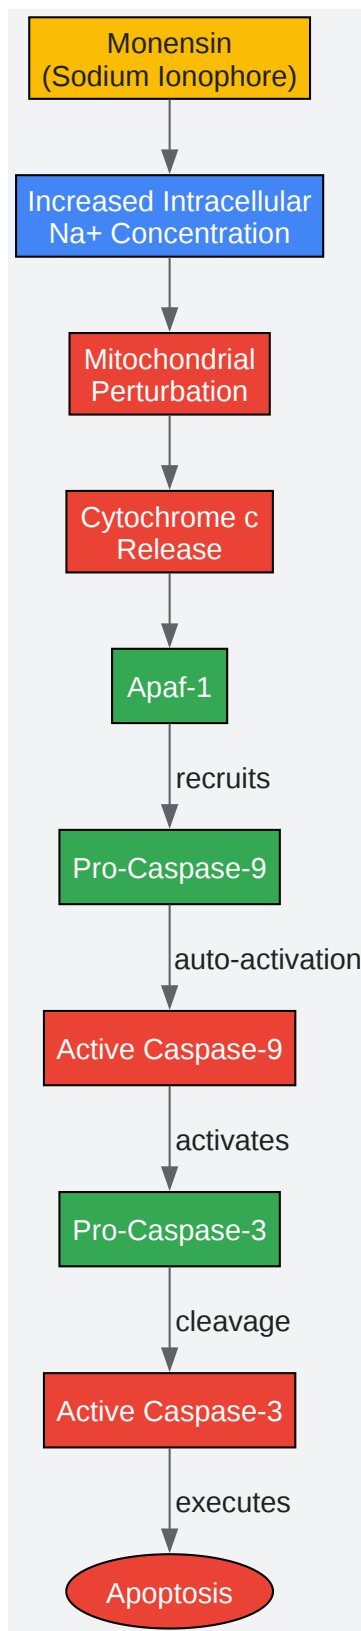 Monensin
(Sodium Ionophore)
Increased Intracellular
Na+ Concentration
Mitochondrial
Perturbation
Cytochrome c
Release
Apaf-1
recruits
Pro-Caspase-9
auto-activation
Active Caspase-9
activates
Pro-Caspase-3
cleavage
Active Caspase-3
executes
Apoptosis